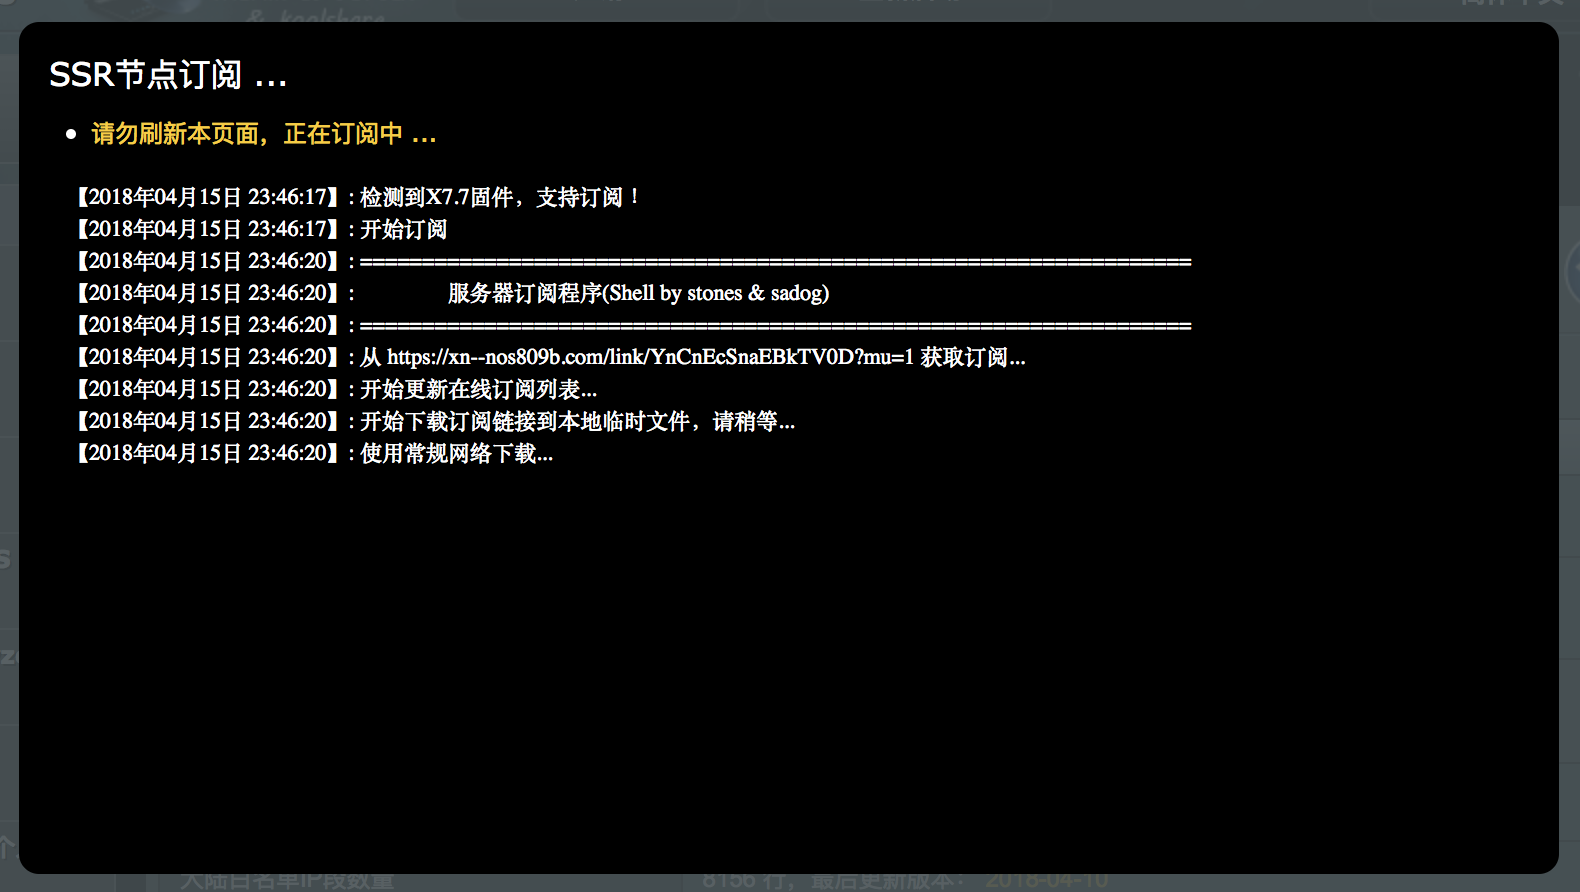 & koolshare
SSR节点订阅 ...
请勿刷新本页面，正在订阅中 ...
【2018年04月15日 23:46:17】: 检测到X7.7固件，支持订阅！
【2018年04月15日 23:46:17】: 开始订阅
【2018年04月15日 23:46:20】: ===================================================================
【2018年04月15日 23:46:20】: 服务器订阅程序(Shell by stones & sadog)
【2018年04月15日 23:46:20】: ===================================================================
【2018年04月15日 23:46:20】: 从 https://xn--nos809b.com/link/YnCnEcSnaEBkTV0D?mu=1 获取订阅...
【2018年04月15日 23:46:20】: 开始更新在线订阅列表...
【2018年04月15日 23:46:20】: 开始下载订阅链接到本地临时文件，请稍等...
【2018年04月15日 23:46:20】: 使用常规网络下载...
大陆白名单IP段数量 8156 行，最后更新版本： 2018-04-10